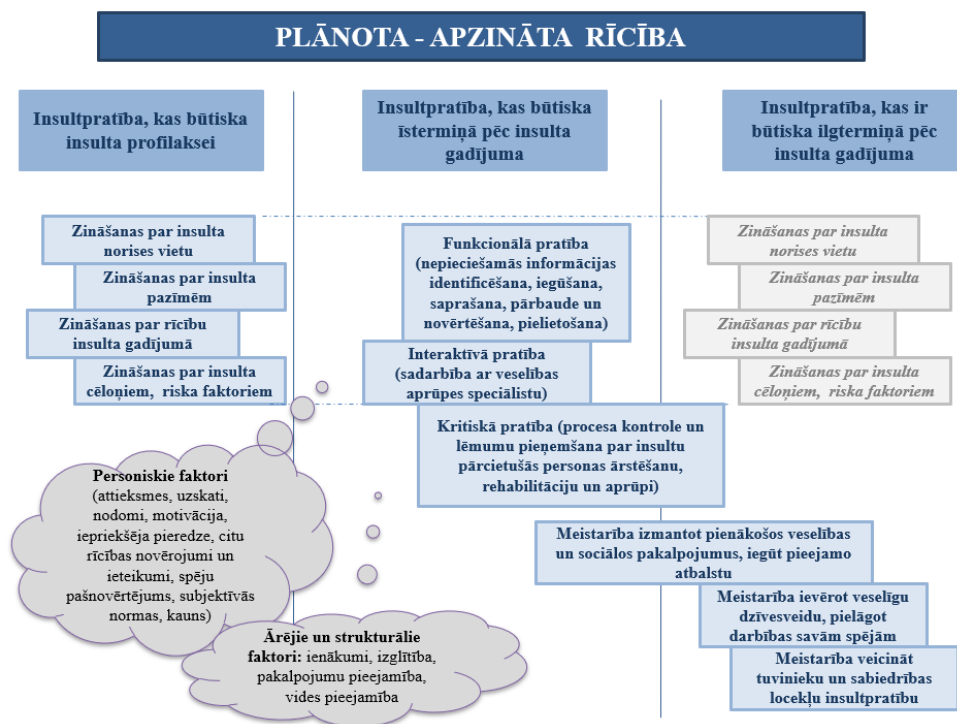 PLĀNOTA - APZINĀTA RĪCĪBA
Insultpratība, kas būtiska
insulta profilaksei
Insultpratība, kas būtiska
īstermiņā pēc insulta
gadījuma
Insultpratība, kas ir
būtiska ilgtermiņā pēc
insulta gadījuma
Zināšanas par insulta
norises vietu
Zināšanas par insulta
pazīmēm
Zināšanas par rīcību
insulta gadījumā
Zināšanas par insulta
cēloņiem, riska faktoriem
Funkcionālā pratība
(nepieciešamās informācijas
identificēšana, iegūšana,
saprašana, pārbaude un
novērtēšana, pielietošana)
Interaktīvā pratība
(sadarbība ar veselības
aprūpes speciālistu)
Kritiskā pratība (procesa kontrole un
lēmumu pieņemšana par insultu
pārcietušās personas ārstēšanu,
rehabilitāciju un aprūpi)
Zināšanas par insulta
norises vietu
Zināšanas par insulta
pazīmēm
Zināšanas par rīcību
insulta gadījumā
Zināšanas par insulta
cēloņiem, riska faktoriem
Meistarība izmantot pienākošos veselības
un sociālos pakalpojumus, iegūt pieejamo
atbalstu
Meistarība ievērot veselīgu
dzīvesveidu, pielāgot
darbības savām spējām
Meistarība veicināt
tuvinieku un sabiedrības
locekļu insultpratību
Personiskie faktori
(attieksmes, uzskati,
nodomi, motivācija,
iepriekšēja pieredze, citu
rīcības novērojumi un
ieteikumi, spēju
pašnovērtējums, subjektīvās
normas, kauns)
Ārējie un strukturālie
faktori: ienākumi, izglītība,
pakalpojumu pieejamība,
vides pieejamība